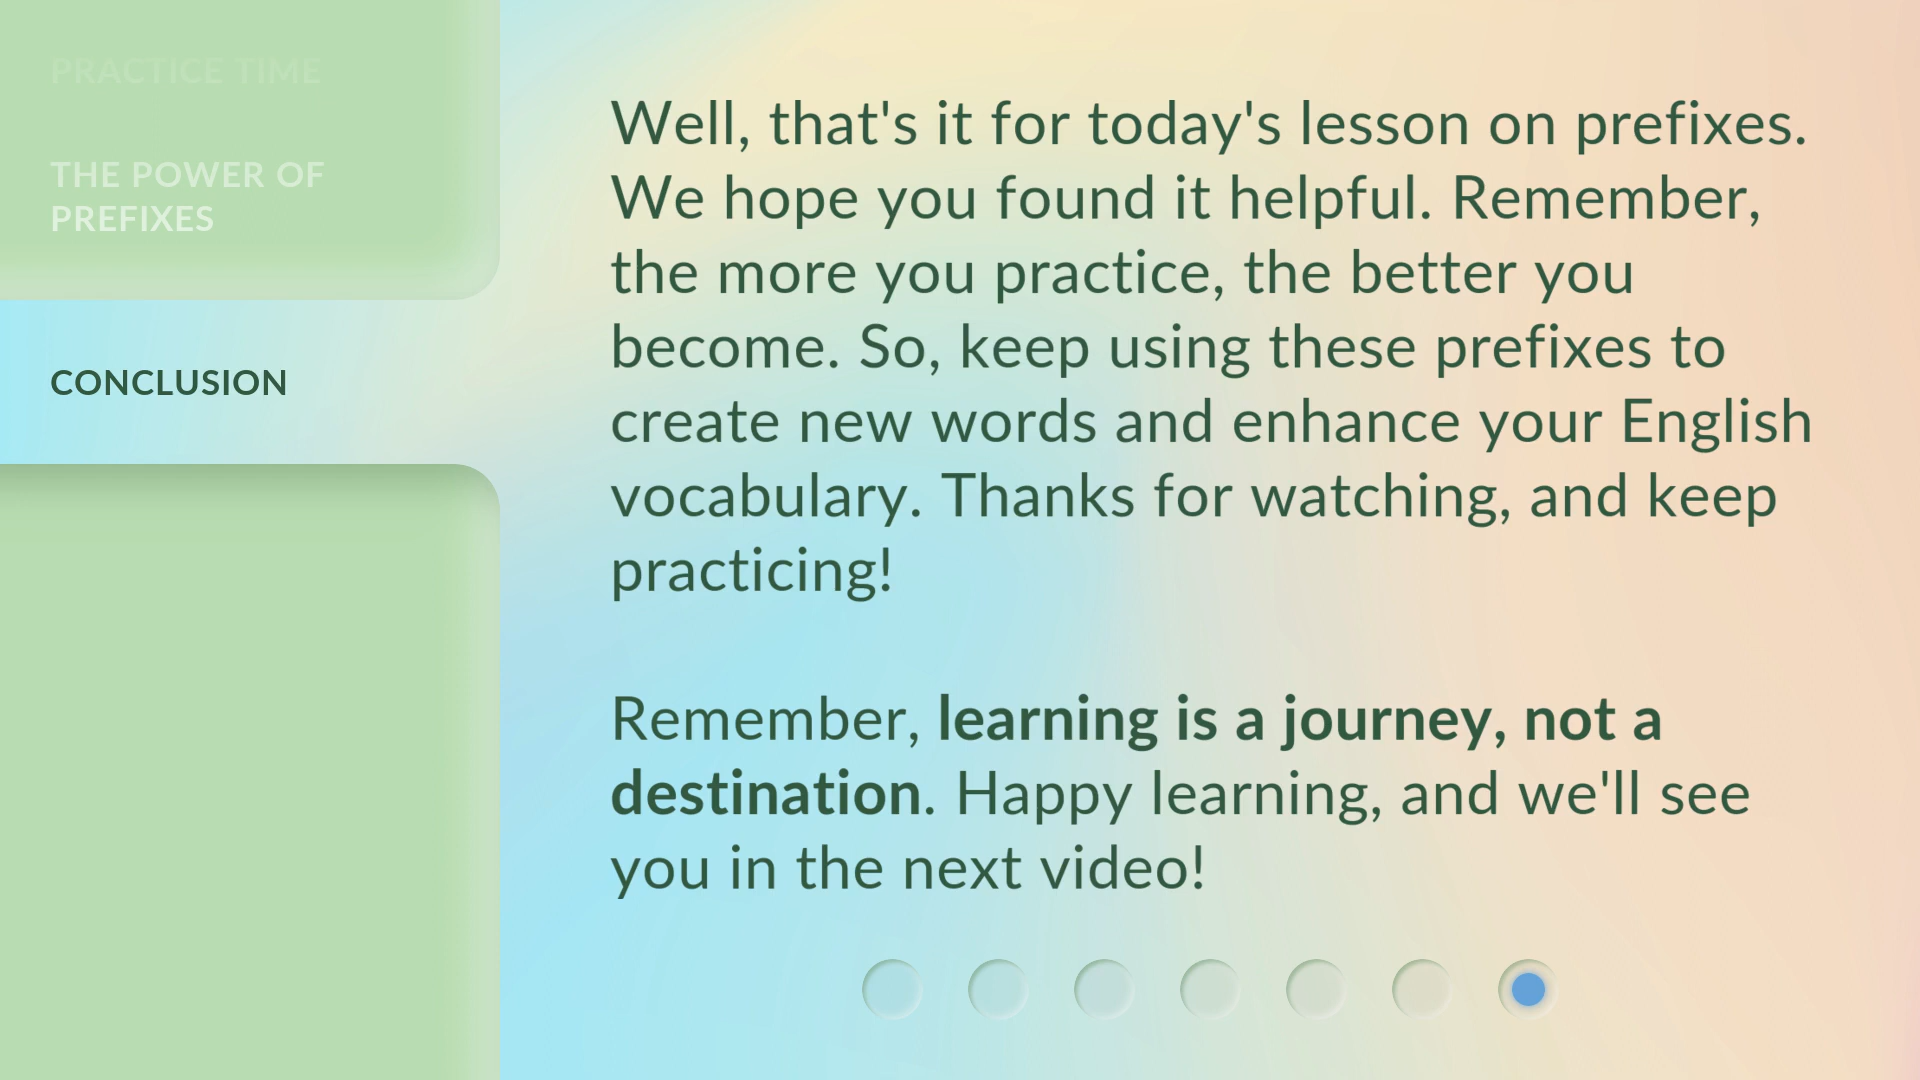 PRACTICE TIME
THE POWER OF
PREFIXES
CONCLUSION
Well, that's it for today's lesson on prefixes.
We hope you found it helpful. Remember,
the more you practice, the better you
become. So, keep using these prefixes to
create new words and enhance your English
vocabulary. Thanks for watching, and keep
practicing!
Remember, learning is a journey, not a
destination. Happy learning, and we'll see
you in the next video!